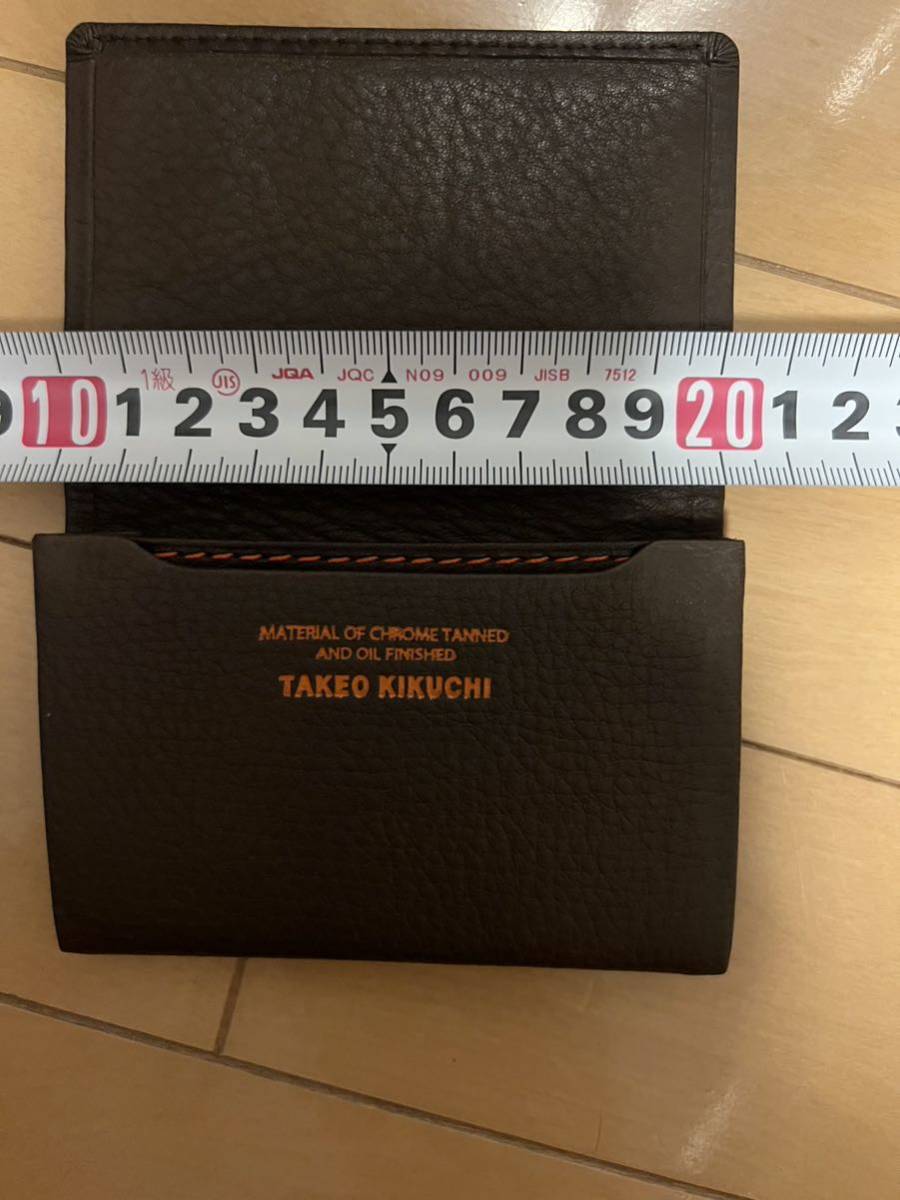 1級 JIS JQA JQC N09 009 JISB 7512
9 10 1 2 3 4 5 6 7 8 9 20 1 2 3
MATERIAL OF CHROME TANNED
AND OIL FINISHED
TAKEO KIKUCHI